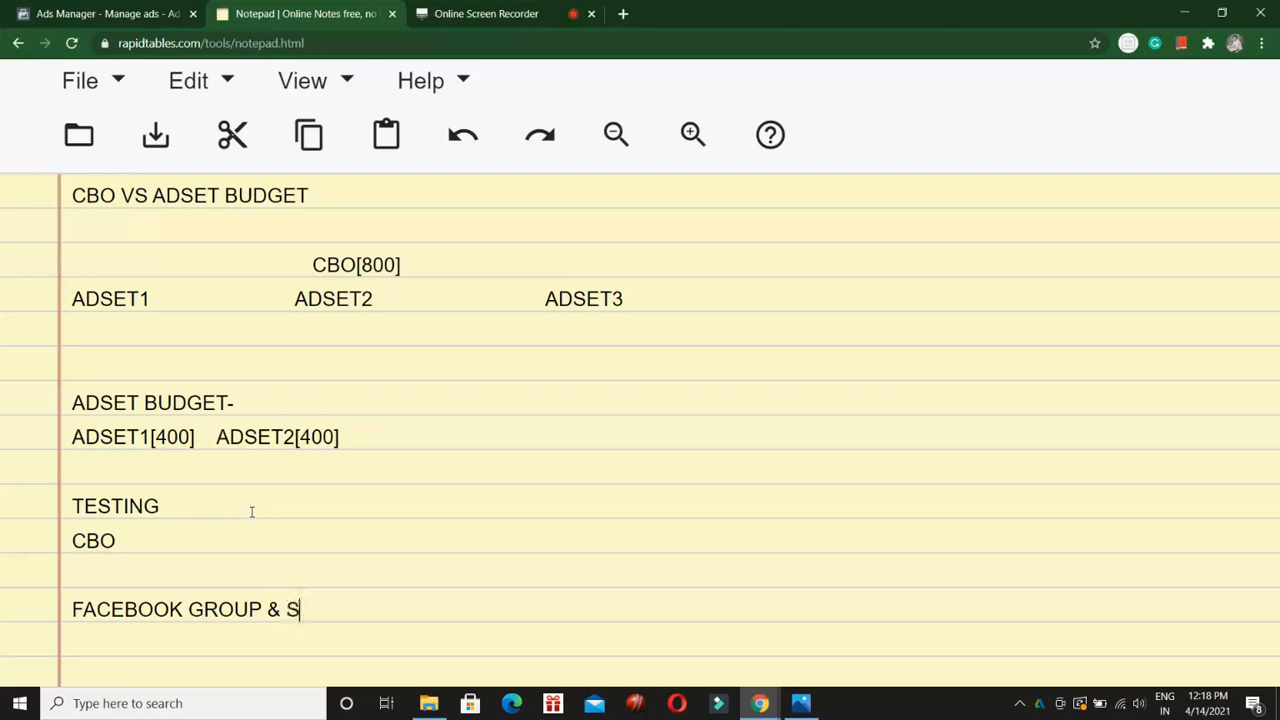 Ads Manager - Manage ads - Ad
Notepad | Online Notes free, no l
Online Screen Recorder
rapidtables.com/tools/notepad.html
File Edit View Help
CBO VS ADSET BUDGET
CBO[800]
ADSET1 ADSET2 ADSET3
ADSET BUDGET-
ADSET1[400] ADSET2[400]
TESTING
CBO
FACEBOOK GROUP & S
Type here to search
ENG
IN
12:18 PM
4/14/2021
8